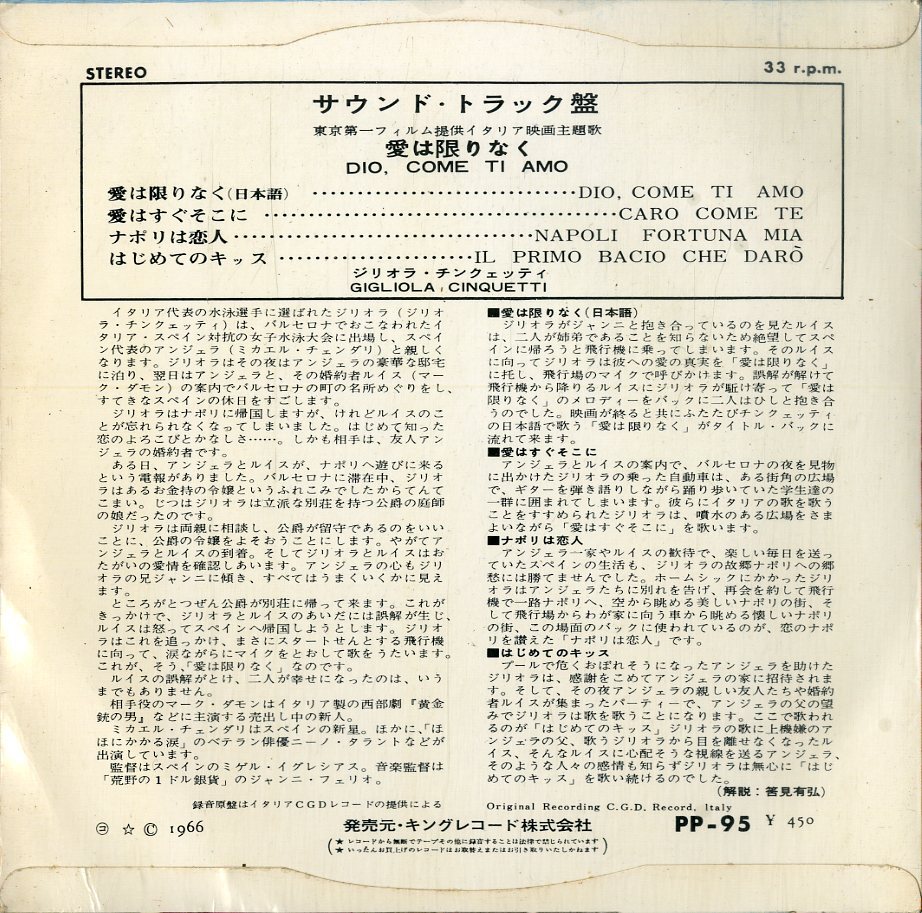 STEREO
33 r.p.m.
サウンド・トラック盤
東京第一フィルム提供イタリア映画主題歌
愛は限りなく
DIO, COME TI AMO
愛は限りなく(日本語) ‥‥‥‥‥‥‥‥‥‥‥‥DIO, COME TI AMO
愛はすぐそこに ‥‥‥‥‥‥‥‥‥‥‥‥‥‥‥‥CARO COME TE
ナポリは恋人‥‥‥‥‥‥‥‥‥‥‥‥‥‥NAPOLI FORTUNA MIA
はじめてのキッス ‥‥‥‥‥‥‥‥‥‥IL PRIMO BACIO CHE DARÒ
ジリオラ・チンクェッティ
GIGLIOLA CINQUETTI
イタリア代表の水泳選手に選ばれたジリオラ(ジリオ
ラ・チンクェッティ)は、バルセロナでおこなわれたイ
タリア・スペイン対抗の女子水泳大会に出場し、スペイ
ン代表のアンジェラ(ミカエル・チェンダリ)と親しく
なります。ジリオラはその夜はアンジェラの豪華な邸宅
に泊り、翌日はアンジェラと、その婚約者ルイス(マー
ク・ダモン)の案内でバルセロナの町の名所めぐりをし、
すてきなスペインの休日をすごします。
ジリオラはナポリに帰国しますが、けれどルイスのこ
とが忘れられなくなってしまいました。はじめて知った
恋のよろこびとかなしさ……。しかも相手は、友人アン
ジェラの婚約者です。
ある日、アンジェラとルイスが、ナポリへ遊びに来る
という電報がありました。バルセロナに滞在中、ジリオ
ラはあるお金持の令嬢というふれこみでしたからてんて
こまい。じつはジリオラは立派な別荘を持つ公爵の庭師
の娘だったのです。
ジリオラは両親に相談し、公爵が留守であるのをいい
ことに、公爵の令嬢をよそおうことにします。やがてア
ンジェラとルイスの到着。そしてジリオラとルイスはお
たがいの愛情を確認しあいます。アンジェラの心もジリ
オラの兄ジャンニに傾き、すべてはうまくいくかに見え
ます。
ところがとつぜん公爵が別荘に帰って来ます。これが
きっかけで、ジリオラとルイスのあいだには誤解が生じ、
ルイスは怒ってスペインへ帰国しようとします。ジリオ
ラはこれを追っかけ、まさにスタートせんとする飛行機
に向って、涙ながらにマイクをとおして歌をうたいます。
これが、そう、「愛は限りなく」なのです。
ルイスの誤解がとけ、二人が幸せになったのは、いう
までもありません。
相手役のマーク・ダモンはイタリア製の西部劇『黄金
銃の男』などに主演する売出し中の新人。
ミカエル・チェンダリはスペインの新星。ほかに、「ほ
ほにかかる涙」のベテラン俳優ニーノ・タラントなどが
出演しています。
監督はスペインのミゲル・イグレシアス。音楽監督は
「荒野の1ドル銀貨」のジャンニ・フェリオ。
■愛は限りなく(日本語)
ジリオラがジャンニと抱き合っているのを見たルイス
は、二人が姉弟であることを知らないため絶望してスペ
インに帰ろうと飛行機に乗ってしまいます。そのルイス
に向ってジリオラは彼への愛の真実を「愛は限りなく」
に托し、飛行場のマイクで呼びかけます。誤解が解けて
飛行機から降りるルイスにジリオラが駈け寄って「愛は
限りなく」のメロディーをバックに二人はひしと抱き合
うのでした。映画が終ると共にふたたびチンクェッティ
の日本語で歌う「愛は限りなく」がタイトル・バックに
流れて来ます。
■愛はすぐそこに
アンジェラとルイスの案内で、バルセロナの夜を見物
に出かけたジリオラの乗った自動車は、ある街角の広場
で、ギターを弾き語りしながら踊り歩いていた学生達の
一群に囲まれてしまいます。彼らにイタリアの歌を歌う
ことをすすめられたジリオラは、噴水のある広場をさま
よいながら「愛はすぐそこに」を歌います。
■ナポリは恋人
アンジェラ一家やルイスの歓待で、楽しい毎日を送っ
ていたスペインの生活も、ジリオラの故郷ナポリへの郷
愁には勝てませんでした。ホームシックにかかったジリ
オラはアンジェラたちに別れを告げ、再会を約して飛行
機で一路ナポリへ、空から眺める美しいナポリの街、そ
して飛行場からわが家に向う車から眺める懐しいナポリ
の街、この場面のバックに使われているのが、恋のナポ
リを讃えた「ナポリは恋人」です。
■はじめてのキッス
プールで危くおぼれそうになったアンジェラを助けた
ジリオラは、感謝をこめてアンジェラの家に招待されま
す。そして、その夜アンジェラの親しい友人たちや婚約
者ルイスが集まったパーティーで、アンジェラの父の望
みでジリオラは歌を歌うことになります。ここで歌われ
るのが「はじめてのキッス」ジリオラの歌に上機嫌のア
ンジェラの父、歌うジリオラから目を離せなくなったル
イス、そんなルイスに心配そうな視線を送るアンジェラ、
そのような人々の感情も知らずジリオラは無心に「はじ
めてのキッス」を歌い続けるのでした。
(解説:筈見有弘)
録音原盤はイタリアCGDレコードの提供による
Original Recording C.G.D. Record, Italy
㋵ ☆ © 1966
発売元・キングレコード株式会社
PP-95 ¥ 450
(★ レコードから無断でテープその他に録音することは法律で禁じられています
★ いったんお買上げのレコードはお取替えまたはお引き取りいたしかねます)